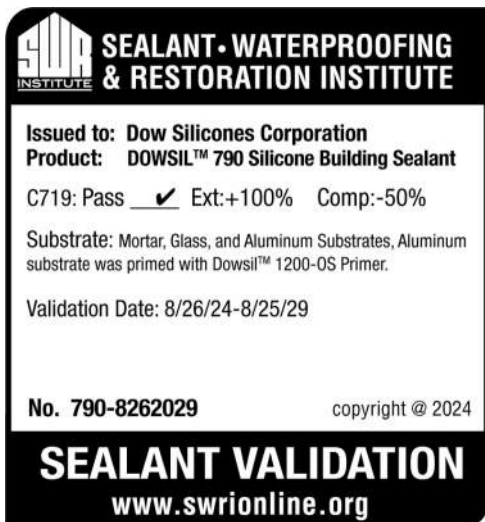 SWR
INSTITUTE
SEALANT • WATERPROOFING
& RESTORATION INSTITUTE
Issued to: Dow Silicones Corporation
Product: DOWSIL™ 790 Silicone Building Sealant
C719: Pass ✔ Ext:+100% Comp:-50%
Substrate: Mortar, Glass, and Aluminum Substrates, Aluminum
substrate was primed with Dowsil™ 1200-OS Primer.
Validation Date: 8/26/24-8/25/29
No. 790-8262029 copyright @ 2024
SEALANT VALIDATION
www.swrionline.org